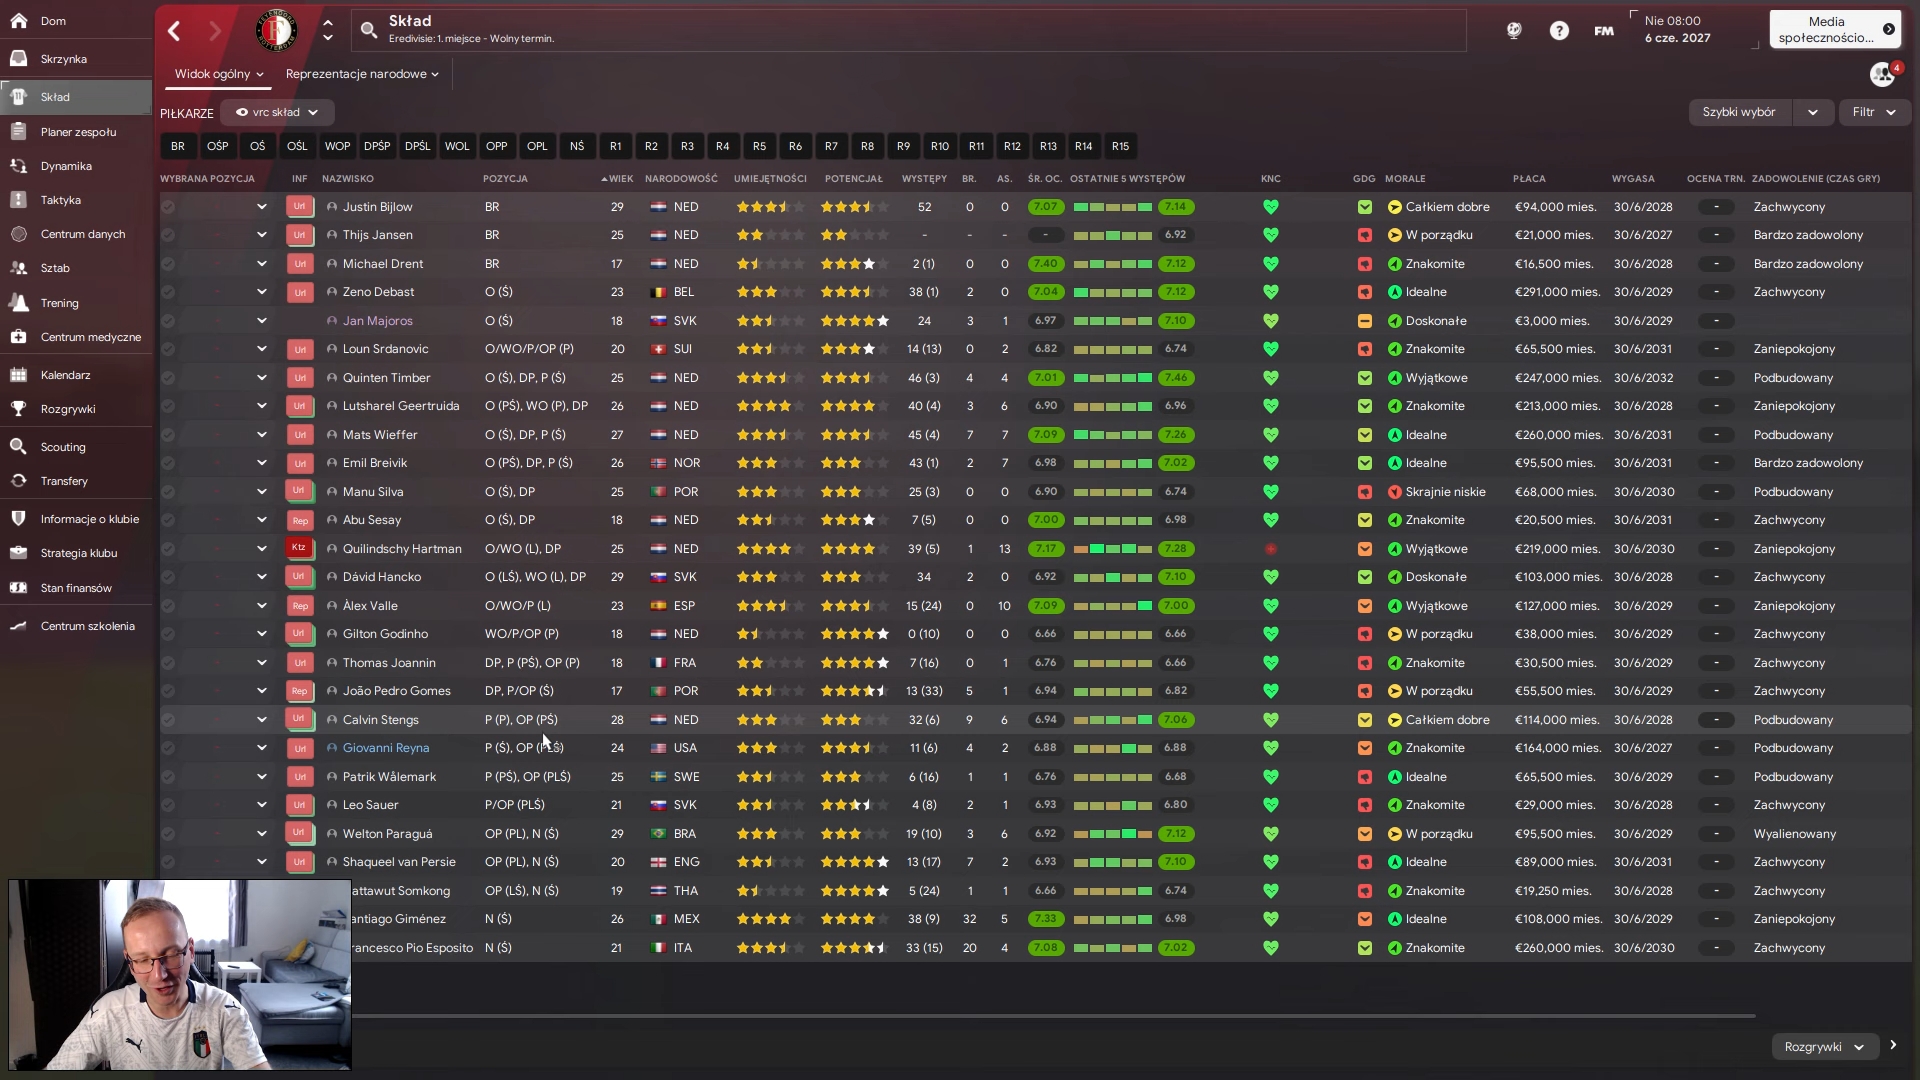 Dom
Skrzynka
Skład
Planer zespołu
Dynamika
Taktyka
Centrum danych
Sztab
Trening
Centrum medyczne
Kalendarz
Rozgrywki
Scouting
Transfery
Informacje o klubie
Strategia klubu
Stan finansów
Centrum szkolenia
Skład
Eredivisie: 1. miejsce - Wolny termin.
FM
Nie 08:00
6 cze. 2027
Media
społecznościo...
4
Widok ogólny Reprezentacje narodowe
PIŁKARZE vrc skład Szybki wybór Filtr
BR OŚP OŚ OŚL WOP DPŚP DPŚL WOL OPP OPL NŚ R1 R2 R3 R4 R5 R6 R7 R8 R9 R10 R11 R12 R13 R14 R15
WYBRANA POZYCJA INF NAZWISKO POZYCJA WIEK NARODOWOŚĆ UMIEJĘTNOŚCI POTENCJAŁ WYSTĘPY BR. AS. ŚR. OC. OSTATNIE 5 WYSTĘPÓW KNC GDG MORALE PŁACA WYGASA OCENA TRN. ZADOWOLENIE (CZAS GRY)
- Url Justin Bijlow BR 29 NED 52 0 0 7.07 7.14 Całkiem dobre €94,000 mies. 30/6/2028 - Zachwycony
- Url Thijs Jansen BR 25 NED - - - - 6.92 W porządku €21,000 mies. 30/6/2027 - Bardzo zadowolony
- Url Michael Drent BR 17 NED 2 (1) 0 0 7.40 7.12 Znakomite €16,500 mies. 30/6/2028 - Bardzo zadowolony
- Url Zeno Debast O (Ś) 23 BEL 38 (1) 2 0 7.04 7.12 Idealne €291,000 mies. 30/6/2029 - Zachwycony
- Jan Majoros O (Ś) 18 SVK 24 3 1 6.97 7.10 Doskonałe €3,000 mies. 30/6/2029 -
- Url Loun Srdanovic O/WO/P/OP (P) 20 SUI 14 (13) 0 2 6.82 6.74 Znakomite €65,500 mies. 30/6/2031 - Zaniepokojony
- Url Quinten Timber O (Ś), DP, P (Ś) 25 NED 46 (3) 4 4 7.01 7.46 Wyjątkowe €247,000 mies. 30/6/2032 - Podbudowany
- Url Lutsharel Geertruida O (PŚ), WO (P), DP 26 NED 40 (4) 3 6 6.90 6.96 Znakomite €213,000 mies. 30/6/2028 - Zaniepokojony
- Url Mats Wieffer O (Ś), DP, P (Ś) 27 NED 45 (4) 7 7 7.09 7.26 Idealne €260,000 mies. 30/6/2031 - Podbudowany
- Url Emil Breivik O (PŚ), DP, P (Ś) 26 NOR 43 (1) 2 7 6.98 7.02 Idealne €95,500 mies. 30/6/2031 - Bardzo zadowolony
- Url Manu Silva O (Ś), DP 25 POR 25 (3) 0 0 6.90 6.74 Skrajnie niskie €68,000 mies. 30/6/2030 - Podbudowany
- Rep Abu Sesay O (Ś), DP 18 NED 7 (5) 0 0 7.00 6.98 Znakomite €20,500 mies. 30/6/2031 - Zachwycony
- Ktz Quilindschy Hartman O/WO (L), DP 25 NED 39 (5) 1 13 7.17 7.28 Wyjątkowe €219,000 mies. 30/6/2030 - Zaniepokojony
- Url Dávid Hancko O (LŚ), WO (L), DP 29 SVK 34 2 0 6.92 7.10 Doskonałe €103,000 mies. 30/6/2028 - Zachwycony
- Rep Àlex Valle O/WO/P (L) 23 ESP 15 (24) 0 10 7.09 7.00 Wyjątkowe €127,000 mies. 30/6/2029 - Zaniepokojony
- Url Gilton Godinho WO/P/OP (P) 18 NED 0 (10) 0 0 6.66 6.66 W porządku €38,000 mies. 30/6/2029 - Zachwycony
- Url Thomas Joannin DP, P (PŚ), OP (P) 18 FRA 7 (16) 0 1 6.76 6.66 Znakomite €30,500 mies. 30/6/2029 - Zachwycony
- Rep João Pedro Gomes DP, P/OP (Ś) 17 POR 13 (33) 5 1 6.94 6.82 W porządku €55,500 mies. 30/6/2029 - Zachwycony
- Url Calvin Stengs P (P), OP (PŚ) 28 NED 32 (6) 9 6 6.94 7.06 Całkiem dobre €114,000 mies. 30/6/2028 - Podbudowany
- Url Giovanni Reyna P (Ś), OP (PLŚ) 24 USA 11 (6) 4 2 6.88 6.88 Znakomite €164,000 mies. 30/6/2027 - Podbudowany
- Url Patrik Wålemark P (PŚ), OP (PLŚ) 25 SWE 6 (16) 1 1 6.76 6.68 Idealne €65,500 mies. 30/6/2029 - Podbudowany
- Url Leo Sauer P/OP (PLŚ) 21 SVK 4 (8) 2 1 6.93 6.80 Znakomite €29,000 mies. 30/6/2028 - Zachwycony
- Url Welton Paraguá OP (PL), N (Ś) 29 BRA 19 (10) 3 6 6.92 7.12 W porządku €95,500 mies. 30/6/2029 - Wyalienowany
- Url Shaqueel van Persie OP (PL), N (Ś) 20 ENG 13 (17) 7 2 6.93 7.10 Idealne €89,000 mies. 30/6/2031 - Zachwycony
attawut Somkong OP (LŚ), N (Ś) 19 THA 5 (24) 1 1 6.66 6.74 Znakomite €19,250 mies. 30/6/2028 - Zachwycony
antiago Giménez N (Ś) 26 MEX 38 (9) 32 5 7.33 6.98 Idealne €108,000 mies. 30/6/2029 - Zaniepokojony
rancesco Pio Esposito N (Ś) 21 ITA 33 (15) 20 4 7.08 7.02 Znakomite €260,000 mies. 30/6/2030 - Zachwycony
Rozgrywki